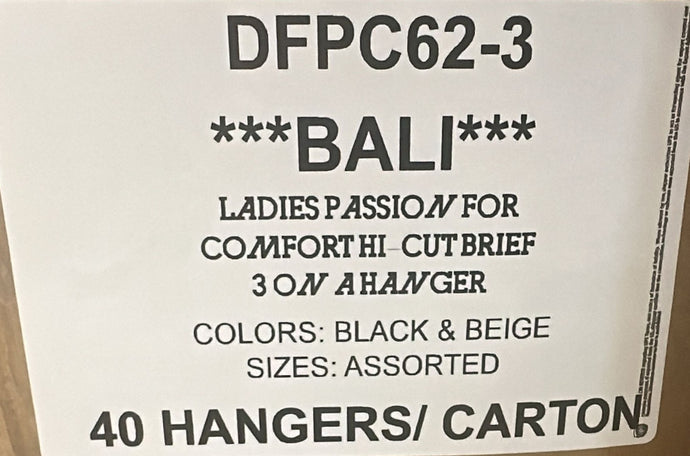 DFPC62-3
***BALI***
LADIES PASSION FOR
COMFORT HI-CUT BRIEF
3 ON A HANGER
COLORS: BLACK & BEIGE
SIZES: ASSORTED
40 HANGERS/ CARTON